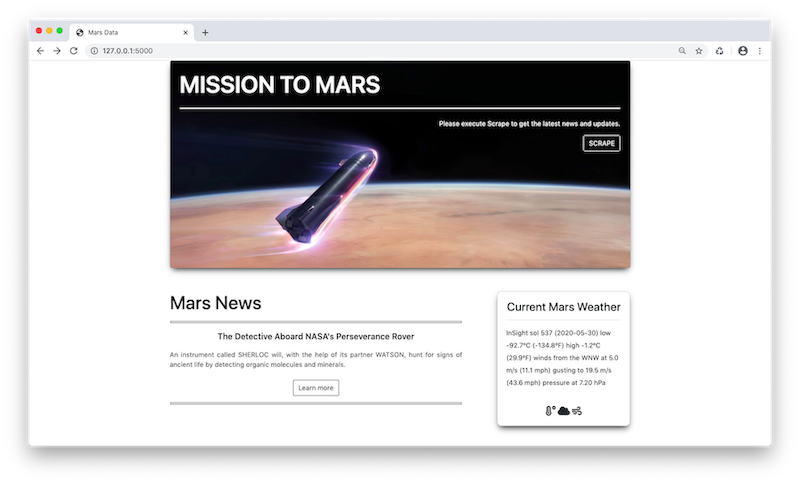 Mars Data
127.0.0.1:5000
MISSION TO MARS
Please execute Scrape to get the latest news and updates.
SCRAPE
Mars News
The Detective Aboard NASA's Perseverance Rover
An instrument called SHERLOC will, with the help of its partner WATSON, hunt for signs of
ancient life by detecting organic molecules and minerals.
Learn more
Current Mars Weather
InSight sol 537 (2020-05-30) low
-92.7ºC (-134.8ºF) high -1.2ºC
(29.9ºF) winds from the WNW at 5.0
m/s (11.1 mph) gusting to 19.5 m/s
(43.6 mph) pressure at 7.20 hPa